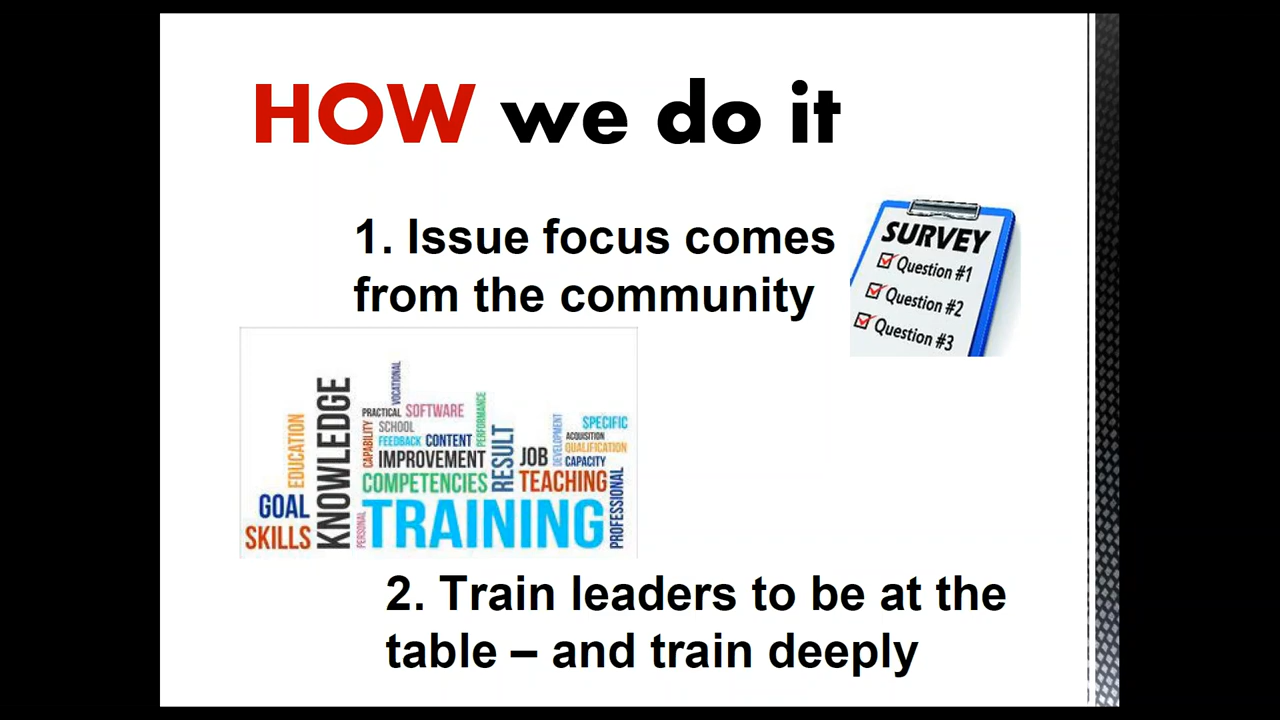 HOW we do it
1. Issue focus comes
from the community
SURVEY
Question #1
Question #2
Question #3
VOCATIONAL
PRACTICAL SOFTWARE
PERFORMANCE
EDUCATION
KNOWLEDGE
CAPABILITY
SCHOOL
FEEDBACK CONTENT
IMPROVEMENT
COMPETENCIES
RESULT
JOB
DEVELOPMENT
SPECIFIC
ACQUISITION
QUALIFICATION
CAPACITY
TEACHING
GOAL
SKILLS
PERSONAL
TRAINING
PROFESSIONAL
2. Train leaders to be at the
table – and train deeply